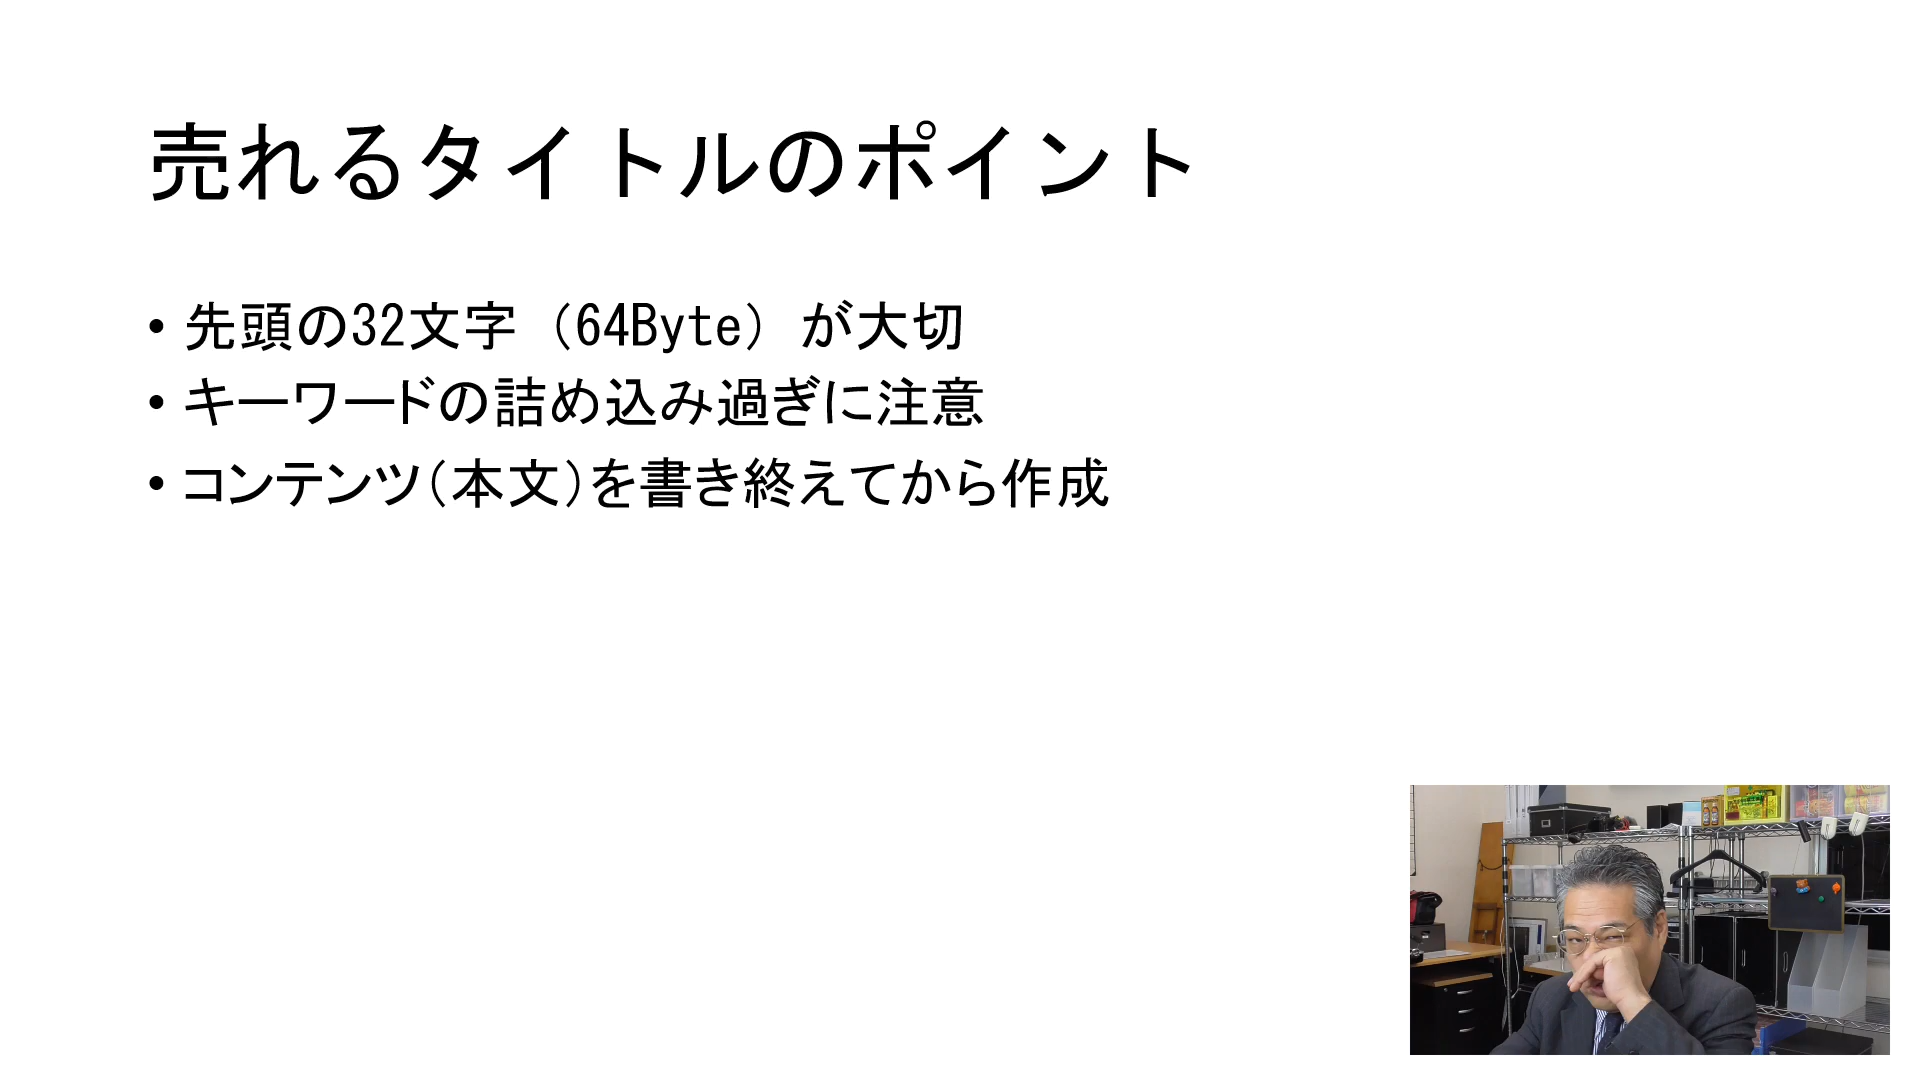 売れるタイトルのポイント
• 先頭の32文字（64Byte）が大切
• キーワードの詰め込み過ぎに注意
• コンテンツ(本文)を書き終えてから作成